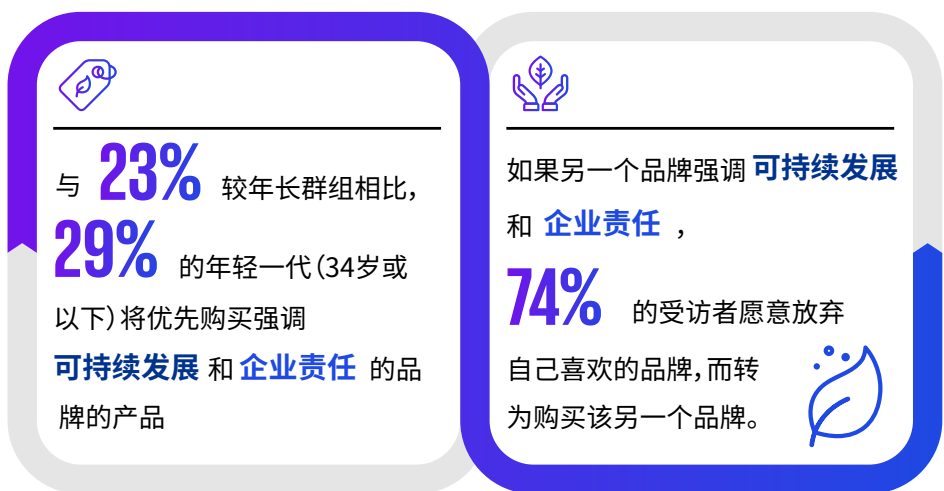 与 23% 较年长群组相比，
29% 的年轻一代（34岁或
以下）将优先购买强调
可持续发展 和 企业责任 的品
牌的产品
如果另一个品牌强调 可持续发展
和 企业责任 ，
74% 的受访者愿意放弃
自己喜欢的品牌，而转
为购买该另一个品牌。